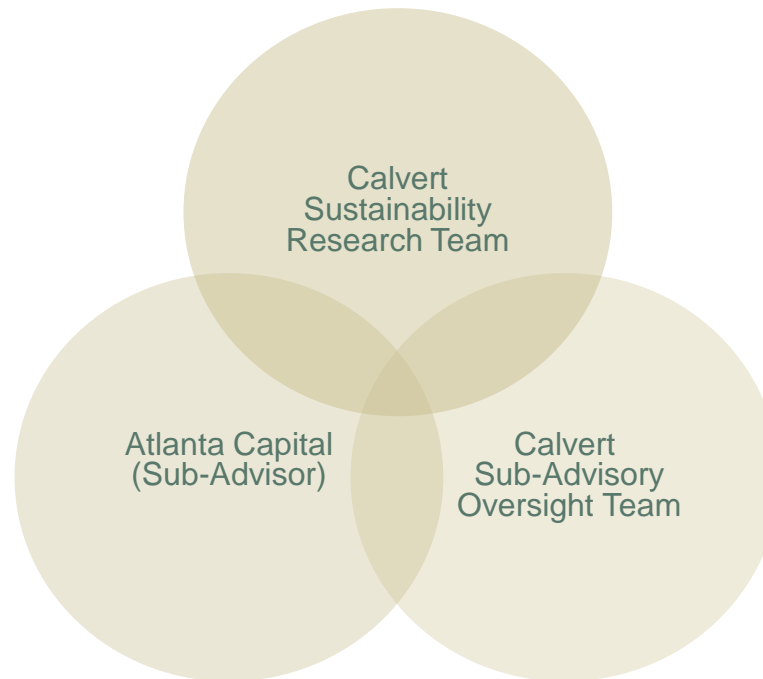 Calvert
Sustainability
Research Team
Atlanta Capital
(Sub-Advisor)
Calvert
Sub-Advisory
Oversight Team